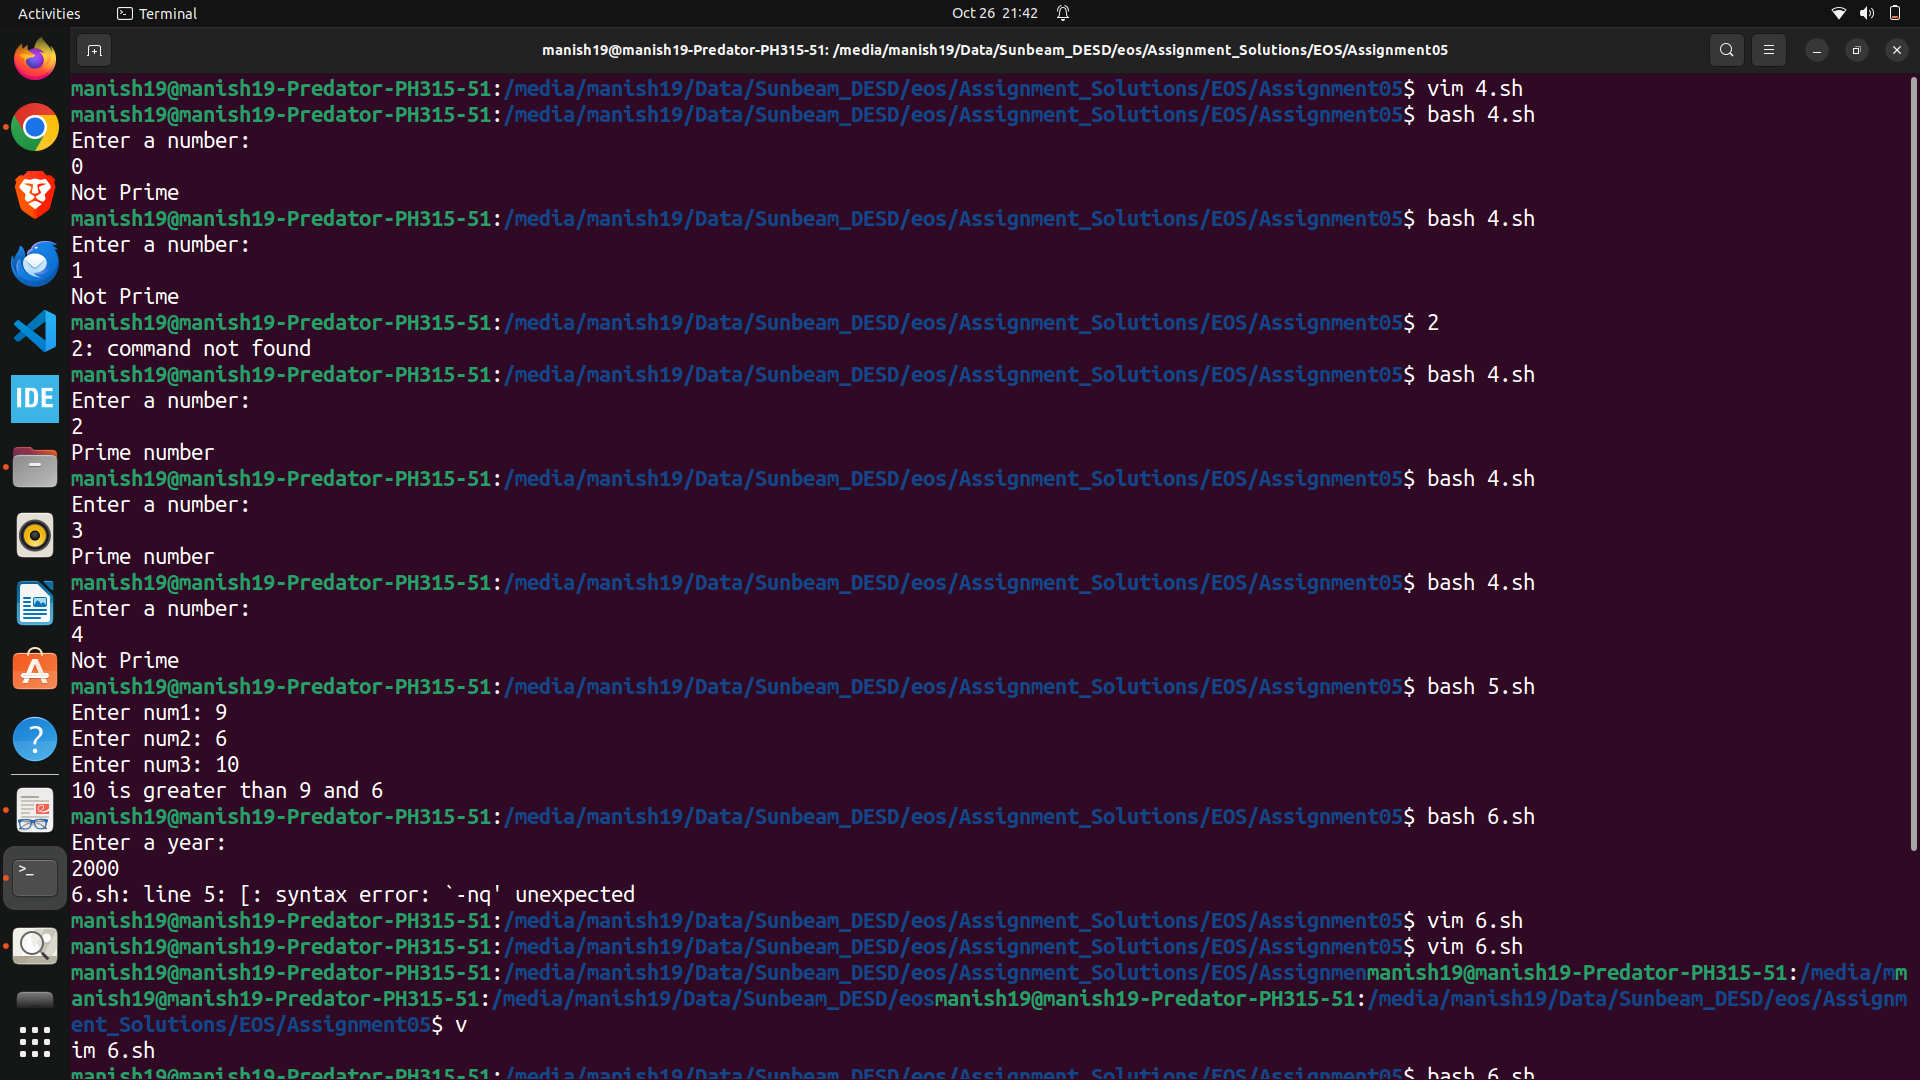 Activities
Terminal
Oct 26 21:42
manish19@manish19-Predator-PH315-51: /media/manish19/Data/Sunbeam_DESD/eos/Assignment_Solutions/EOS/Assignment05
manish19@manish19-Predator-PH315-51:/media/manish19/Data/Sunbeam_DESD/eos/Assignment_Solutions/EOS/Assignment05$ vim 4.sh
manish19@manish19-Predator-PH315-51:/media/manish19/Data/Sunbeam_DESD/eos/Assignment_Solutions/EOS/Assignment05$ bash 4.sh
Enter a number:
0
Not Prime
manish19@manish19-Predator-PH315-51:/media/manish19/Data/Sunbeam_DESD/eos/Assignment_Solutions/EOS/Assignment05$ bash 4.sh
Enter a number:
1
Not Prime
manish19@manish19-Predator-PH315-51:/media/manish19/Data/Sunbeam_DESD/eos/Assignment_Solutions/EOS/Assignment05$ 2
2: command not found
manish19@manish19-Predator-PH315-51:/media/manish19/Data/Sunbeam_DESD/eos/Assignment_Solutions/EOS/Assignment05$ bash 4.sh
Enter a number:
2
Prime number
manish19@manish19-Predator-PH315-51:/media/manish19/Data/Sunbeam_DESD/eos/Assignment_Solutions/EOS/Assignment05$ bash 4.sh
Enter a number:
3
Prime number
manish19@manish19-Predator-PH315-51:/media/manish19/Data/Sunbeam_DESD/eos/Assignment_Solutions/EOS/Assignment05$ bash 4.sh
Enter a number:
4
Not Prime
manish19@manish19-Predator-PH315-51:/media/manish19/Data/Sunbeam_DESD/eos/Assignment_Solutions/EOS/Assignment05$ bash 5.sh
Enter num1: 9
Enter num2: 6
Enter num3: 10
10 is greater than 9 and 6
manish19@manish19-Predator-PH315-51:/media/manish19/Data/Sunbeam_DESD/eos/Assignment_Solutions/EOS/Assignment05$ bash 6.sh
Enter a year:
2000
6.sh: line 5: [: syntax error: `-nq' unexpected
manish19@manish19-Predator-PH315-51:/media/manish19/Data/Sunbeam_DESD/eos/Assignment_Solutions/EOS/Assignment05$ vim 6.sh
manish19@manish19-Predator-PH315-51:/media/manish19/Data/Sunbeam_DESD/eos/Assignment_Solutions/EOS/Assignment05$ vim 6.sh
manish19@manish19-Predator-PH315-51:/media/manish19/Data/Sunbeam_DESD/eos/Assignment_Solutions/EOS/Assignmenmanish19@manish19-Predator-PH315-51:/media/mm
anish19@manish19-Predator-PH315-51:/media/manish19/Data/Sunbeam_DESD/eosmanish19@manish19-Predator-PH315-51:/media/manish19/Data/Sunbeam_DESD/eos/Assignm
ent_Solutions/EOS/Assignment05$ v
im 6.sh
manish19@manish19-Predator-PH315-51:/media/manish19/Data/Sunbeam_DESD/eos/Assignment_Solutions/EOS/Assignment05$ bash 6.sh
IDE